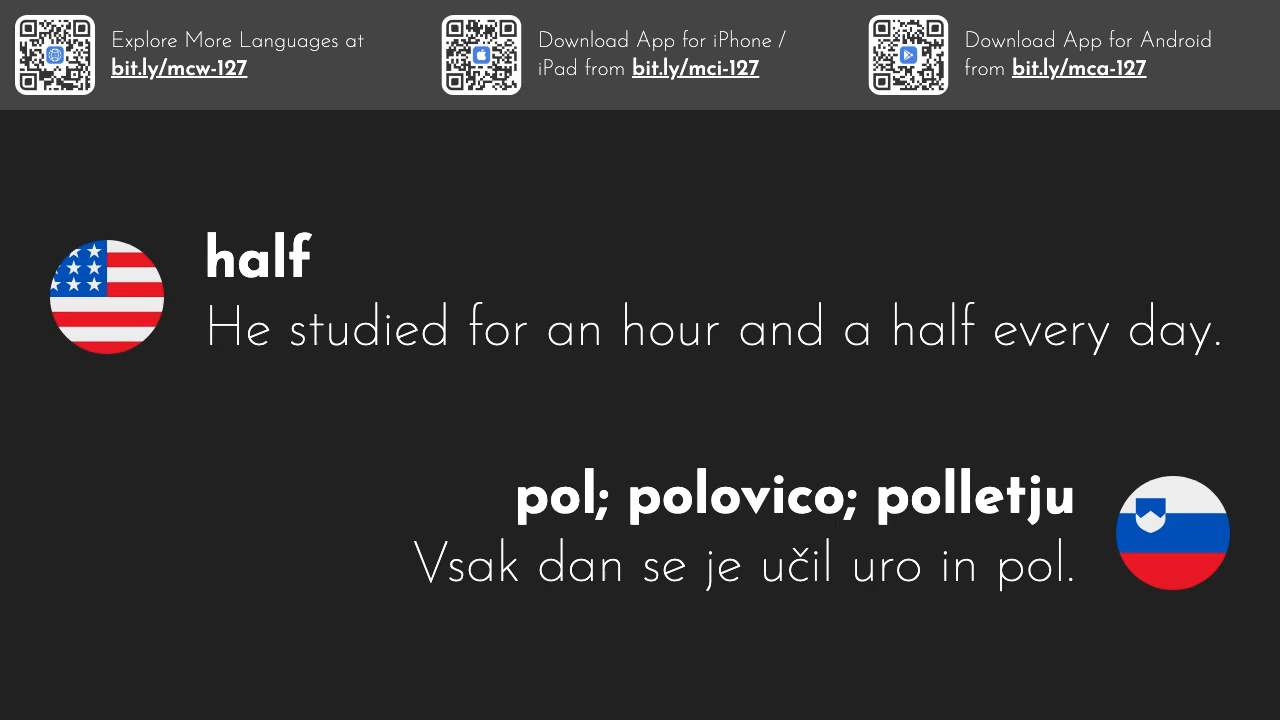 Explore More Languages at
bit.ly/mcw-127
Download App for iPhone /
iPad from bit.ly/mci-127
Download App for Android
from bit.ly/mca-127
half
He studied for an hour and a half every day.
pol; polovico; polletju
Vsak dan se je učil uro in pol.